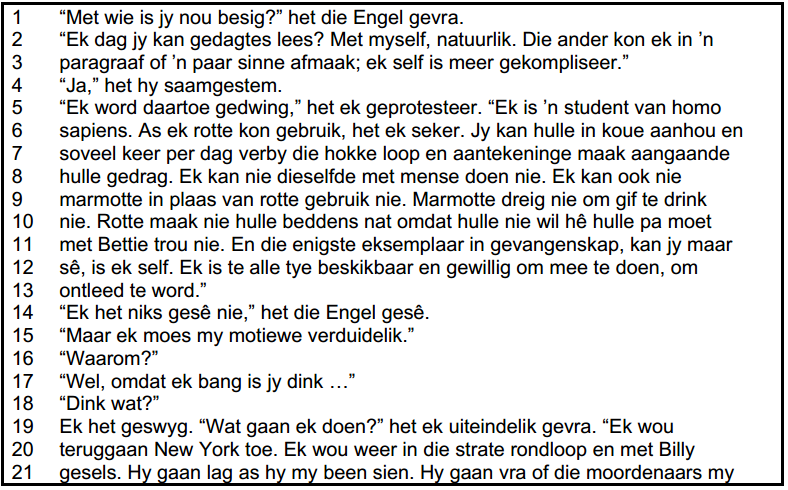 1 “Met wie is jy nou besig?” het die Engel gevra.
2 “Ek dag jy kan gedagtes lees? Met myself, natuurlik. Die ander kon ek in ’n
3 paragraaf of ’n paar sinne afmaak; ek self is meer gekompliseer.”
4 “Ja,” het hy saamgestem.
5 “Ek word daartoe gedwing,” het ek geprotesteer. “Ek is ’n student van homo
6 sapiens. As ek rotte kon gebruik, het ek seker. Jy kan hulle in koue aanhou en
7 soveel keer per dag verby die hokke loop en aantekeninge maak aangaande
8 hulle gedrag. Ek kan nie dieselfde met mense doen nie. Ek kan ook nie
9 marmotte in plaas van rotte gebruik nie. Marmotte dreig nie om gif te drink
10 nie. Rotte maak nie hulle beddens nat omdat hulle nie wil hê hulle pa moet
11 met Bettie trou nie. En die enigste eksemplaar in gevangenskap, kan jy maar
12 sê, is ek self. Ek is te alle tye beskikbaar en gewillig om mee te doen, om
13 ontleed te word.”
14 “Ek het niks gesê nie,” het die Engel gesê.
15 “Maar ek moes my motiewe verduidelik.”
16 “Waarom?”
17 “Wel, omdat ek bang is jy dink …”
18 “Dink wat?”
19 Ek het geswyg. “Wat gaan ek doen?” het ek uiteindelik gevra. “Ek wou
20 teruggaan New York toe. Ek wou weer in die strate rondloop en met Billy
21 gesels. Hy gaan lag as hy my been sien. Hy gaan vra of die moordenaars my